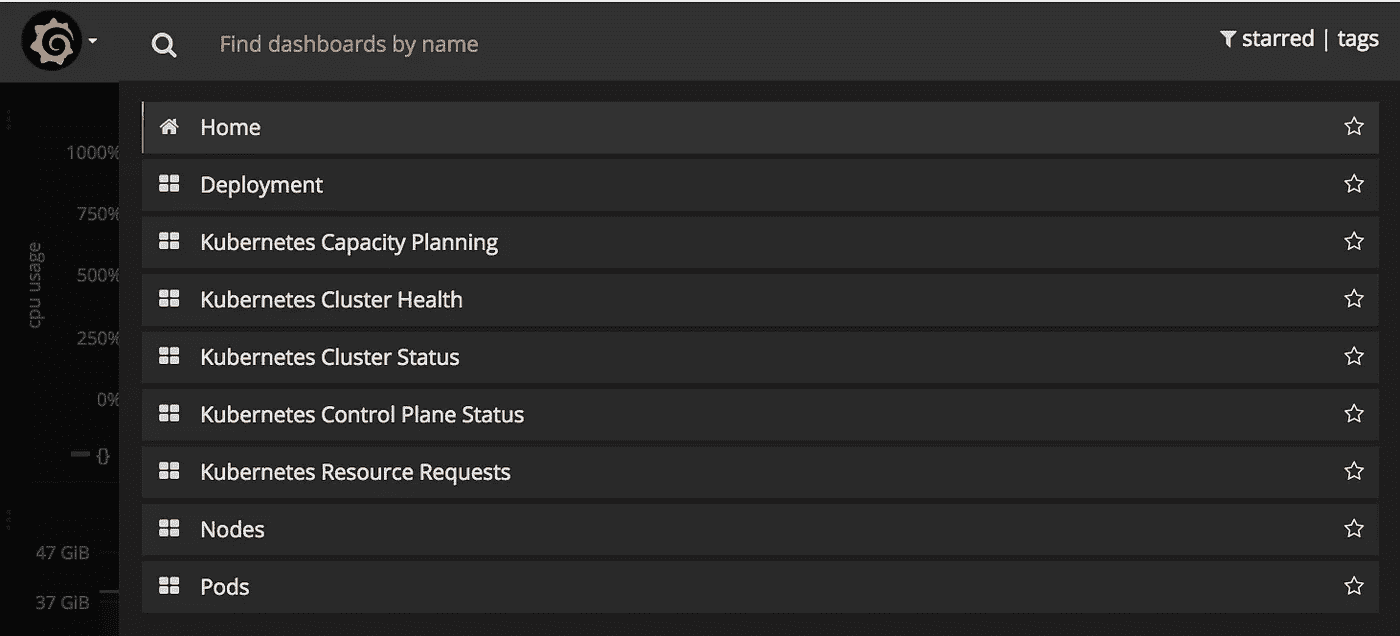 Find dashboards by name
starred | tags
Home
Deployment
Kubernetes Capacity Planning
Kubernetes Cluster Health
Kubernetes Cluster Status
Kubernetes Control Plane Status
Kubernetes Resource Requests
Nodes
Pods
cpu usage
1000%
750%
500%
250%
0%
{}
47 GiB
37 GiB